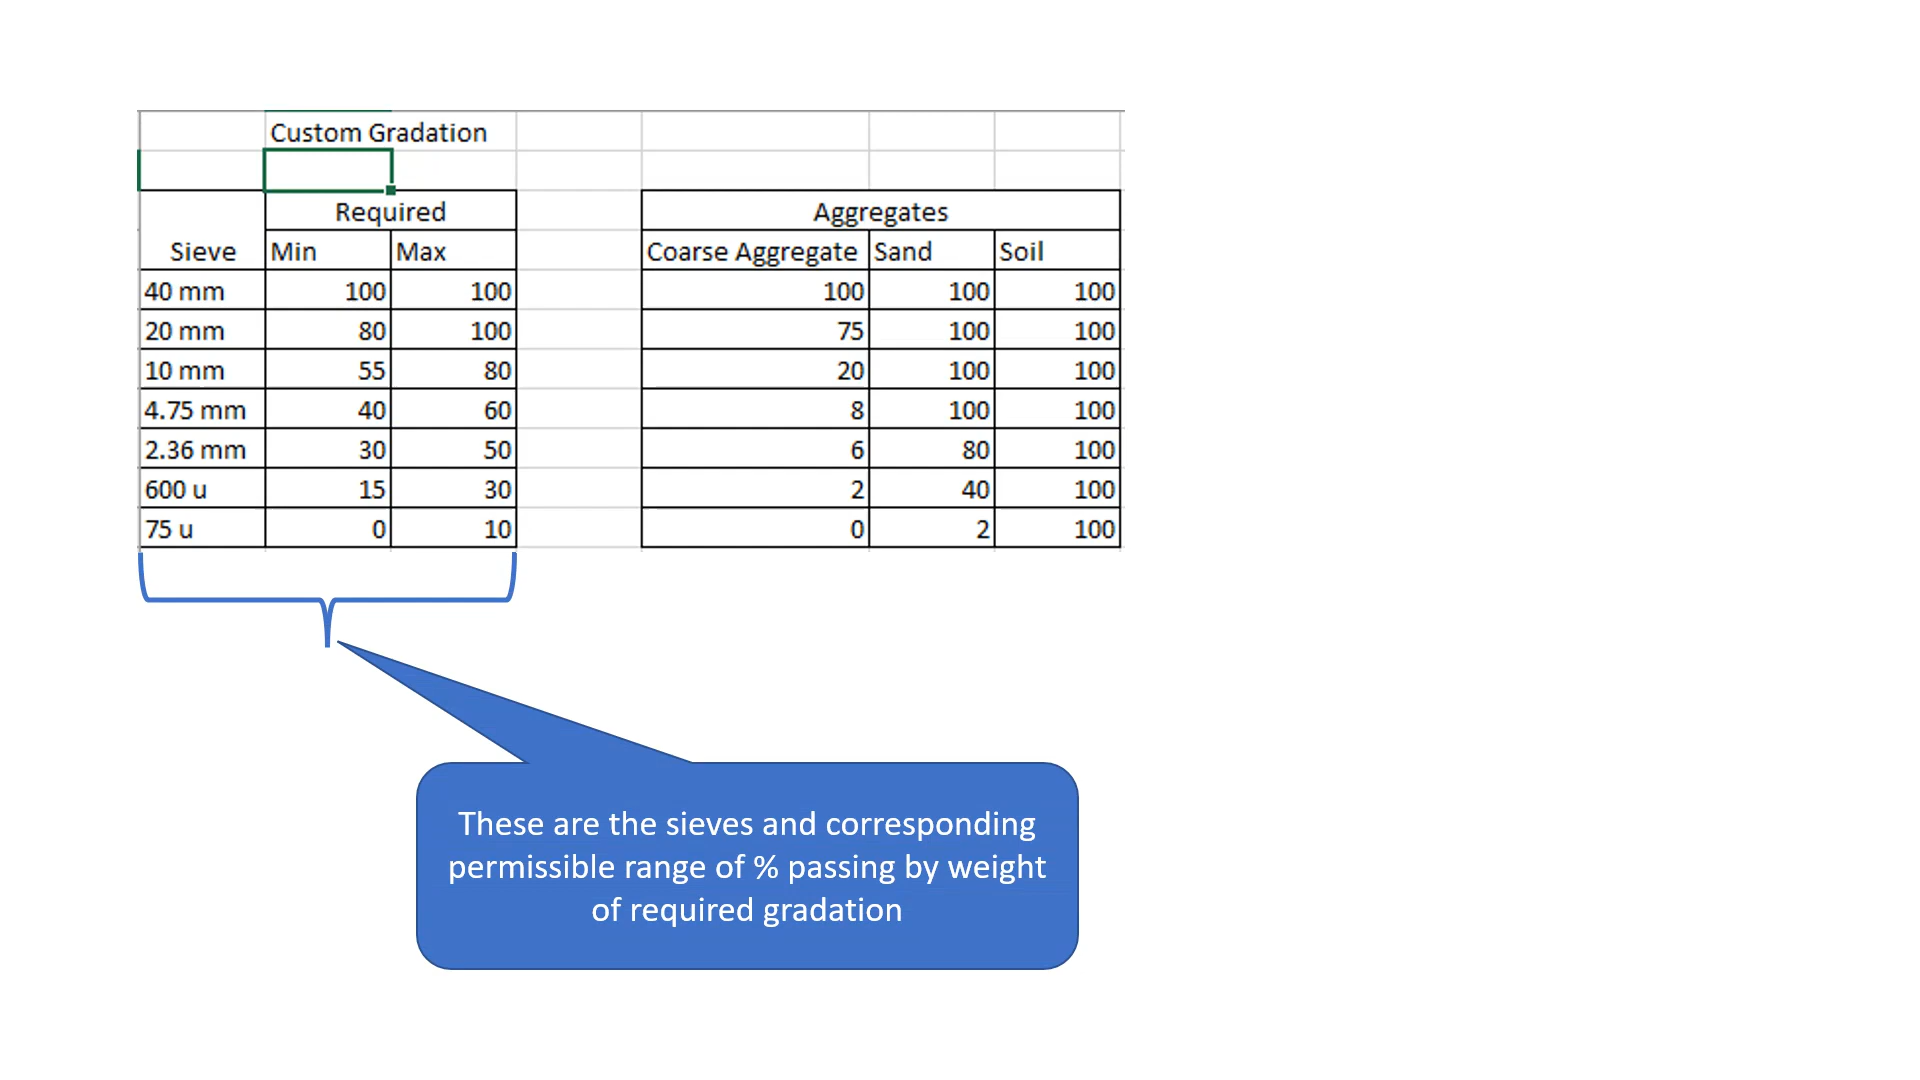 Custom Gradation
Required Aggregates
Sieve Min Max Coarse Aggregate Sand Soil
40 mm 100 100 100 100 100
20 mm 80 100 75 100 100
10 mm 55 80 20 100 100
4.75 mm 40 60 8 100 100
2.36 mm 30 50 6 80 100
600 u 15 30 2 40 100
75 u 0 10 0 2 100
These are the sieves and corresponding
permissible range of % passing by weight
of required gradation